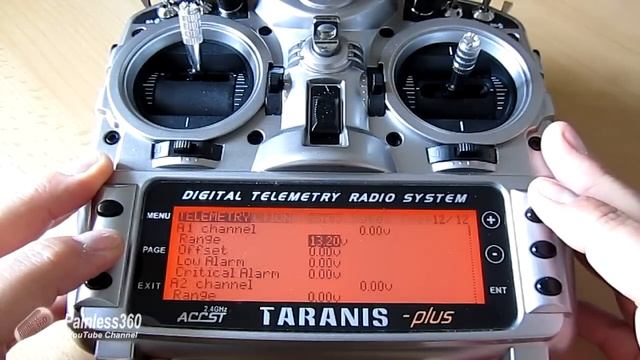 DIGITAL TELEMETRY RADIO SYSTEM
MENU
PAGE
EXIT
TELEMETRY 12/12
A1 channel 0.00v
Range 13.20v
Offset 0.00v
Low Alarm 0.00v
Critical Alarm 0.00v
A2 channel 0.00v
Range 0.00v
+
-
ENT
2.4GHz
ACCST
TARANIS -plus
Painless360
YouTube Channel